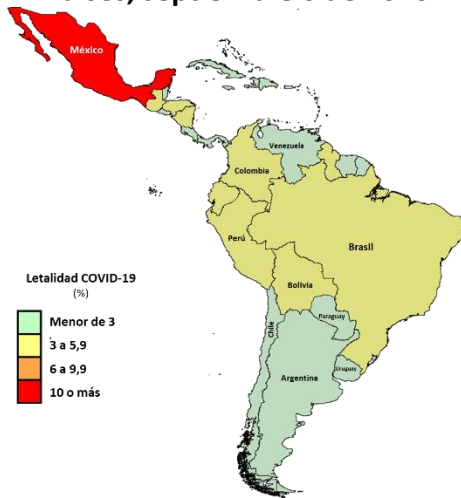 México
Venezuela
Colombia
Perú
Brasil
Bolivia
Paraguay
Chile
Uruguay
Argentina
Letalidad COVID-19
(%)
Menor de 3
3 a 5,9
6 a 9,9
10 o más